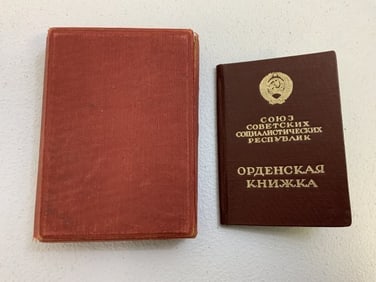 СОЮЗ
СОВЕТСКИХ
СОЦИАЛИСТИЧЕСКИХ
РЕСПУБЛИК
ОРДЕНСКАЯ
КНИЖКА